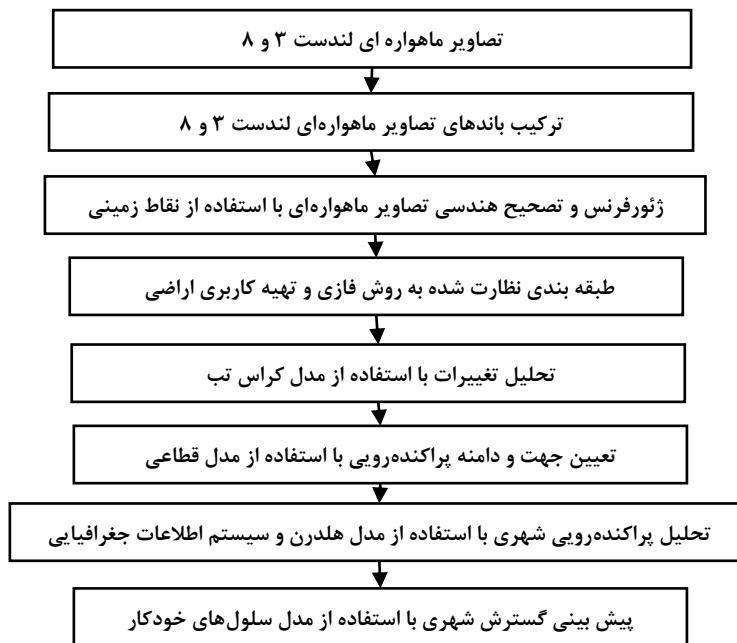 تصاویر ماهواره ای لندست ۳ و ۸
ترکیب باندهای تصاویر ماهواره‌ای لندست ۳ و ۸
ژئورفرنس و تصحیح هندسی تصاویر ماهواره‌ای با استفاده از نقاط زمینی
طبقه بندی نظارت شده به روش فازی و تهیه کاربری اراضی
تحلیل تغییرات با استفاده از مدل کراس تب
تعیین جهت و دامنه پراکنده‌رویی با استفاده از مدل قطاعی
تحلیل پراکنده‌رویی شهری با استفاده از مدل هلدرن و سیستم اطلاعات جغرافیایی
پیش بینی گسترش شهری با استفاده از مدل سلول‌های خودکار